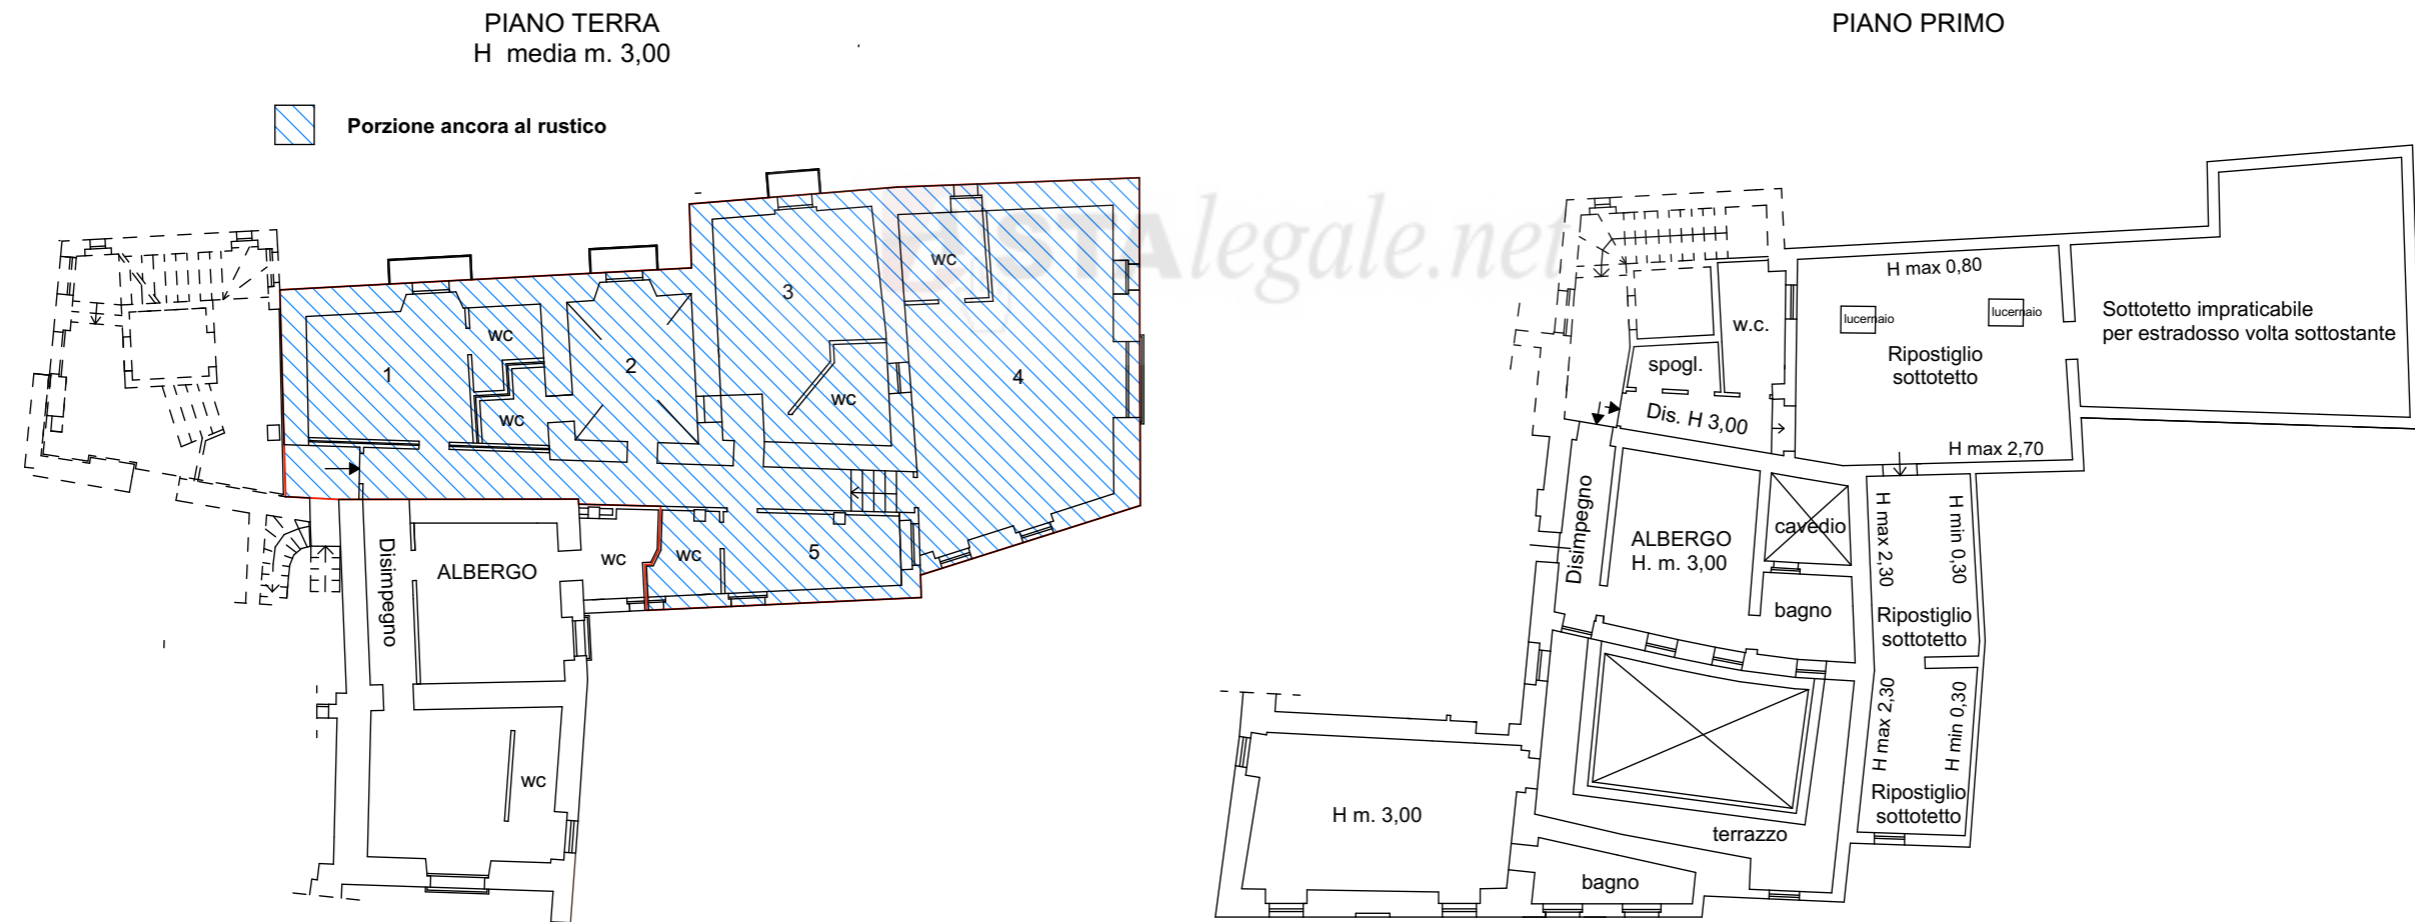 PIANO TERRA
H media m. 3,00
Porzione ancora al rustico
wc
1
wc
2
3
wc
wc
4
wc
wc
5
Disimpegno
ALBERGO
wc
PIANO PRIMO
STAlegale.net
H max 0,80
lucernaio
lucernaio
Sottotetto impraticabile
per estradosso volta sottostante
w.c.
Ripostiglio
sottotetto
spogl.
Dis. H 3,00
H max 2,70
Disimpegno
ALBERGO
H. m. 3,00
cavedio
H max 2,30
H min 0,30
bagno
Ripostiglio
sottotetto
H max 2,30
H min 0,30
Ripostiglio
sottotetto
H m. 3,00
terrazzo
bagno